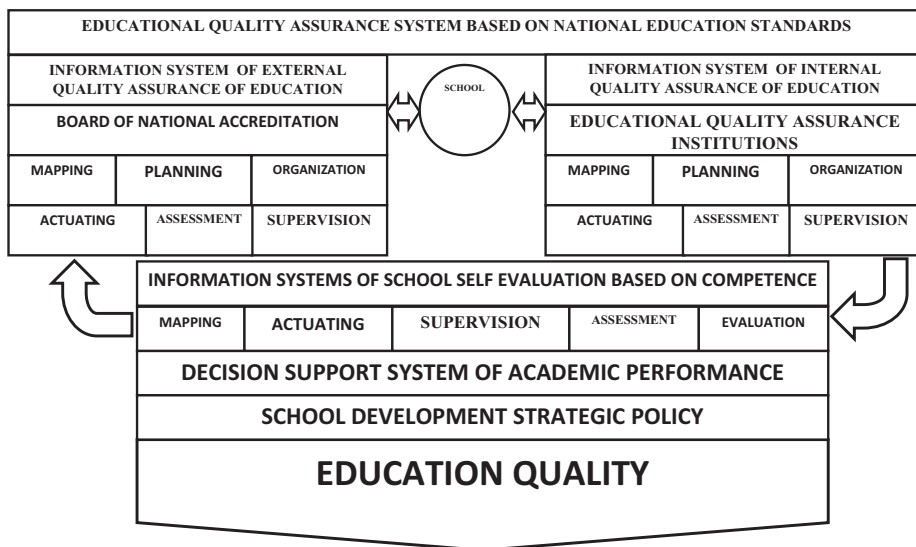 EDUCATIONAL QUALITY ASSURANCE SYSTEM BASED ON NATIONAL EDUCATION STANDARDS
INFORMATION SYSTEM OF EXTERNAL
QUALITY ASSURANCE OF EDUCATION
BOARD OF NATIONAL ACCREDITATION
MAPPING
PLANNING
ORGANIZATION
ACTUATING
ASSESSMENT
SUPERVISION
SCHOOL
INFORMATION SYSTEM OF INTERNAL
QUALITY ASSURANCE OF EDUCATION
EDUCATIONAL QUALITY ASSURANCE
INSTITUTIONS
MAPPING
PLANNING
ORGANIZATION
ACTUATING
ASSESSMENT
SUPERVISION
INFORMATION SYSTEMS OF SCHOOL SELF EVALUATION BASED ON COMPETENCE
MAPPING
ACTUATING
SUPERVISION
ASSESSMENT
EVALUATION
DECISION SUPPORT SYSTEM OF ACADEMIC PERFORMANCE
SCHOOL DEVELOPMENT STRATEGIC POLICY
EDUCATION QUALITY